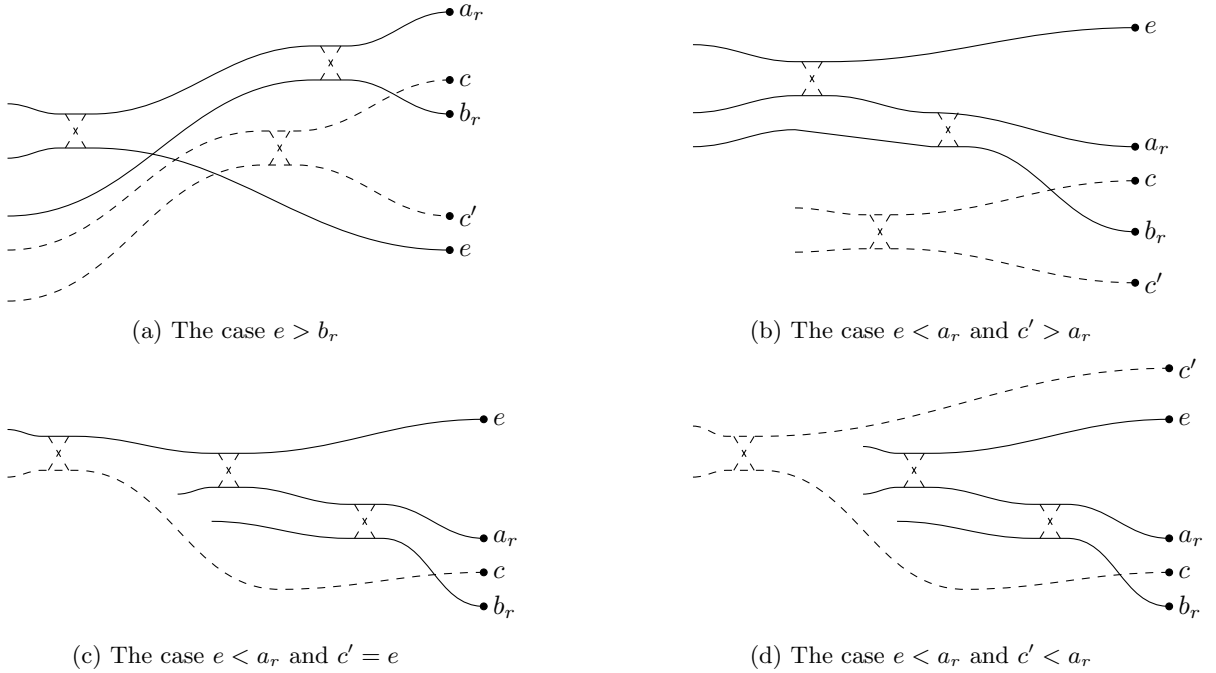 a_r
c
b_r
c'
e
(a) The case e > b_r
e
a_r
c
b_r
c'
(b) The case e < a_r and c' > a_r
e
a_r
c
b_r
(c) The case e < a_r and c' = e
c'
e
a_r
c
b_r
(d) The case e < a_r and c' < a_r